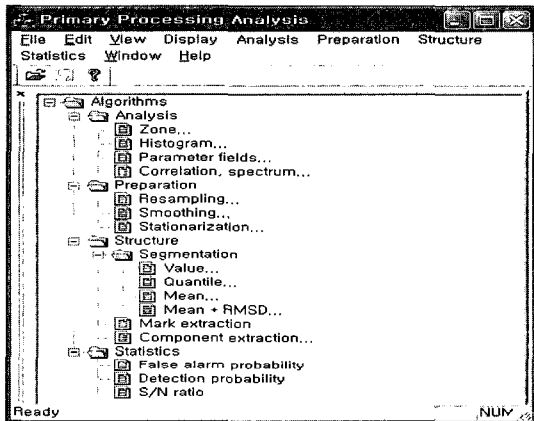 Primary Processing Analysis
File Edit View Display Analysis Preparation Structure
Statistics Window Help
Algorithms
Analysis
Zone...
Histogram...
Parameter fields...
Correlation, spectrum...
Preparation
Resampling...
Smoothing...
Stationarization...
Structure
Segmentation
Value...
Quantile...
Mean...
Mean + RMSD...
Mark extraction
Component extraction...
Statistics
False alarm probability
Detection probability
S/N ratio
Ready NUM